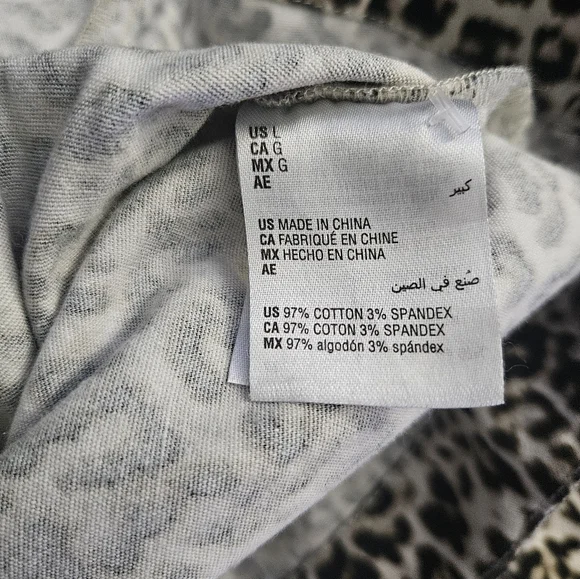 US L
CA G
MX G
AE
كبير
US MADE IN CHINA
CA FABRIQUÉ EN CHINE
MX HECHO EN CHINA
AE
صُنع في الصين
US 97% COTTON 3% SPANDEX
CA 97% COTON 3% SPANDEX
MX 97% algodón 3% spándex